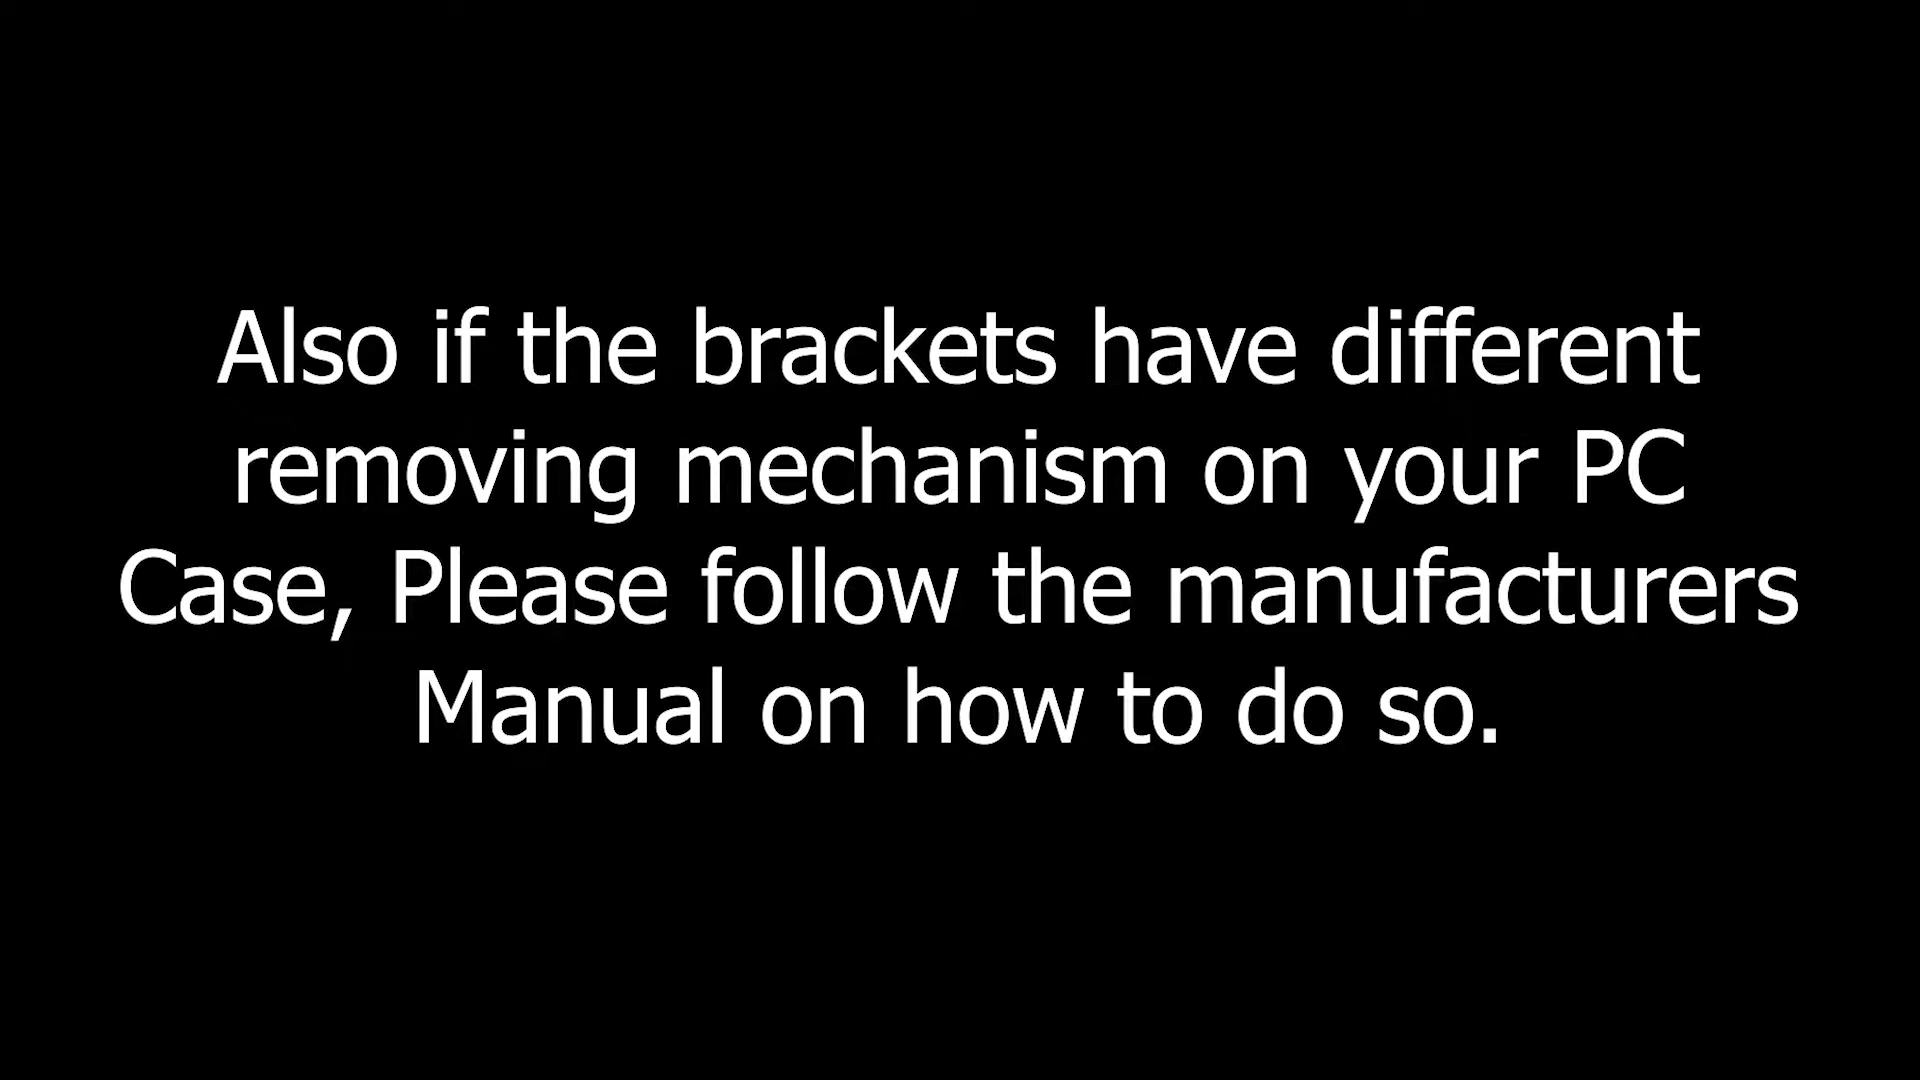 Also if the brackets have different
removing mechanism on your PC
Case, Please follow the manufacturers
Manual on how to do so.